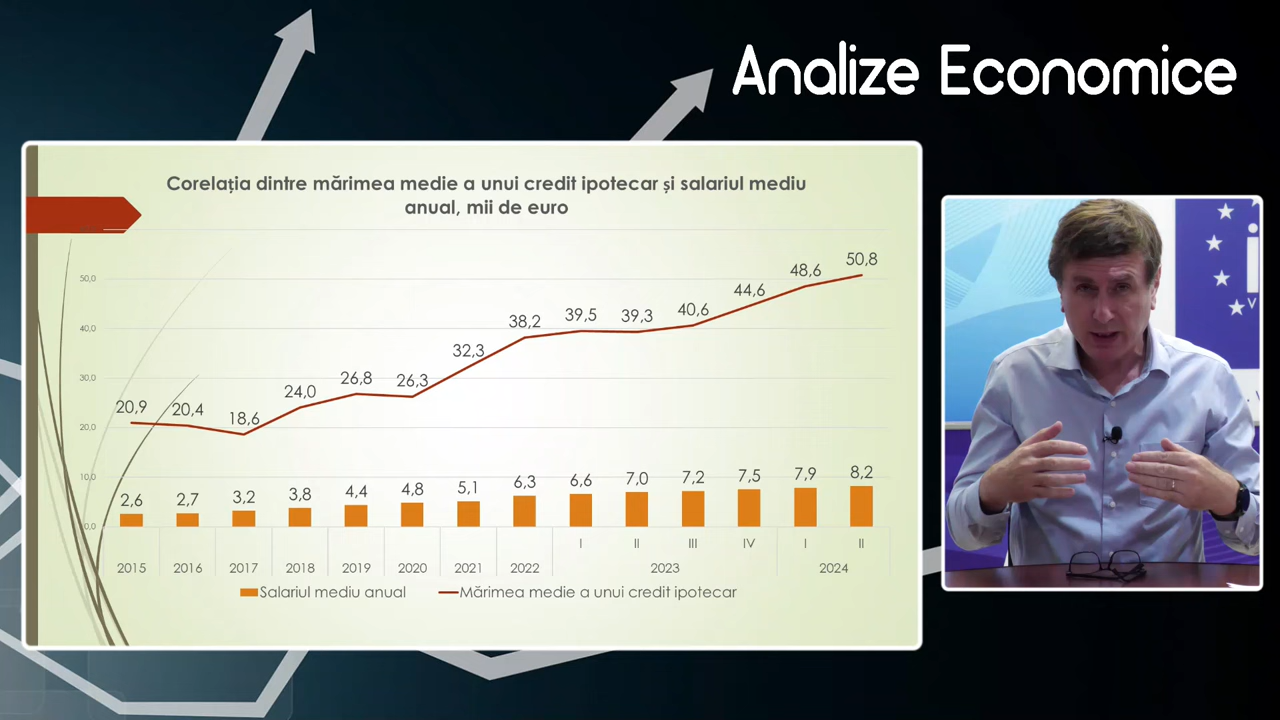 Analize Economice
Corelația dintre mărimea medie a unui credit ipotecar și salariul mediu
anual, mii de euro
50,0
40,0
30,0
20,0
10,0
0,0
20,9 20,4 18,6 24,0 26,8 26,3 32,3 38,2 39,5 39,3 40,6 44,6 48,6 50,8
2,6 2,7 3,2 3,8 4,4 4,8 5,1 6,3 6,6 7,0 7,2 7,5 7,9 8,2
I II III IV I II
2015 2016 2017 2018 2019 2020 2021 2022 2023 2024
Salariul mediu anual Mărimea medie a unui credit ipotecar